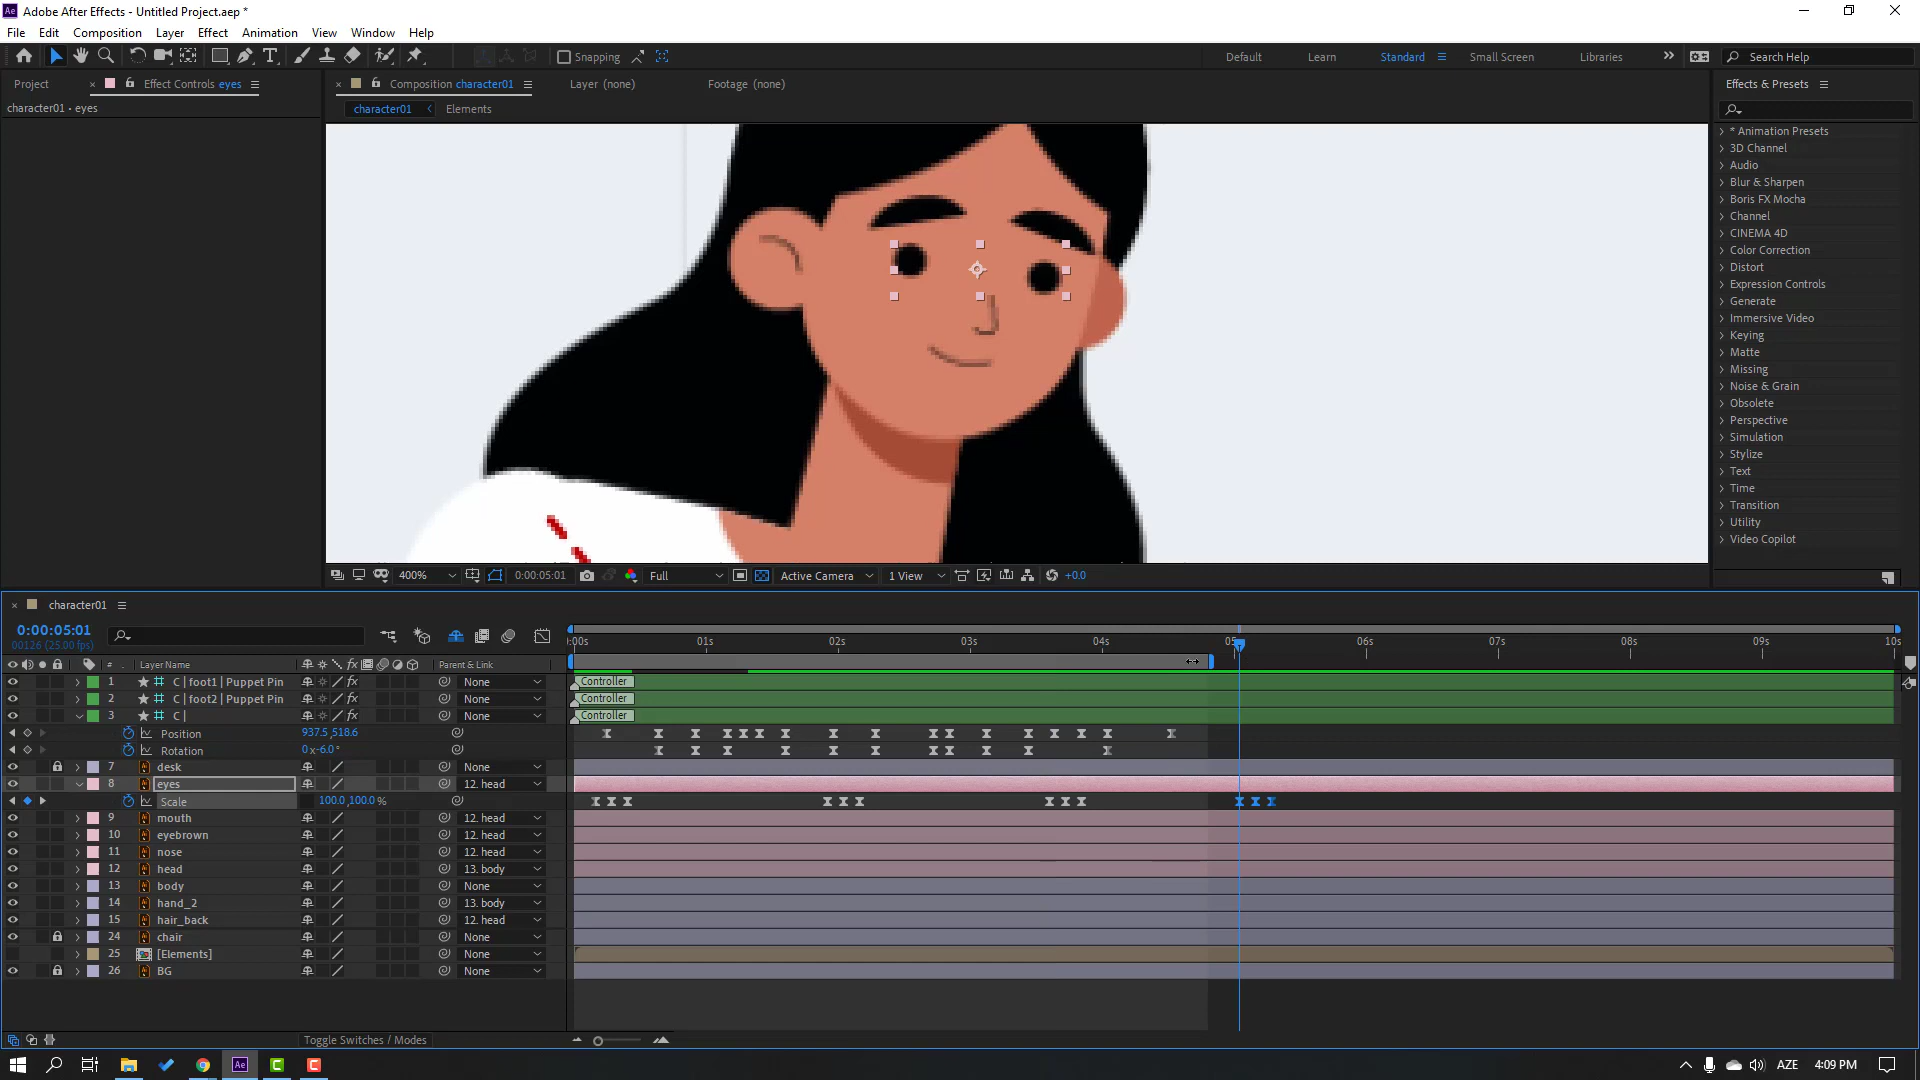 Adobe After Effects - Untitled Project.aep *
File Edit Composition Layer Effect Animation View Window Help
Snapping
Default Learn Standard Small Screen Libraries
Search Help
Project Effect Controls eyes
Composition character01 Layer (none) Footage (none)
Effects & Presets
character01 • eyes
character01 Elements
* Animation Presets
3D Channel
Audio
Blur & Sharpen
Boris FX Mocha
Channel
CINEMA 4D
Color Correction
Distort
Expression Controls
Generate
Immersive Video
Keying
Matte
Missing
Noise & Grain
Obsolete
Perspective
Simulation
Stylize
Text
Time
Transition
Utility
Video Copilot
400% 0:00:05:01 Full Active Camera 1 View +0.0
character01
0:00:05:01
00126 (25.00 fps)
:00s 01s 02s 03s 04s 06s 07s 08s 09s 10s
# Layer Name Parent & Link
1 C | foot1 | Puppet Pin None Controller
2 C | foot2 | Puppet Pin None Controller
3 C | None Controller
Position 937.5, 518.6
Rotation 0x-6.0°
7 desk None
8 eyes 12. head
Scale 100.0, 100.0 %
9 mouth 12. head
10 eyebrown 12. head
11 nose 12. head
12 head 13. body
13 body None
14 hand_2 13. body
15 hair_back 12. head
24 chair None
25 [Elements] None
26 BG None
Toggle Switches / Modes
AZE 4:09 PM